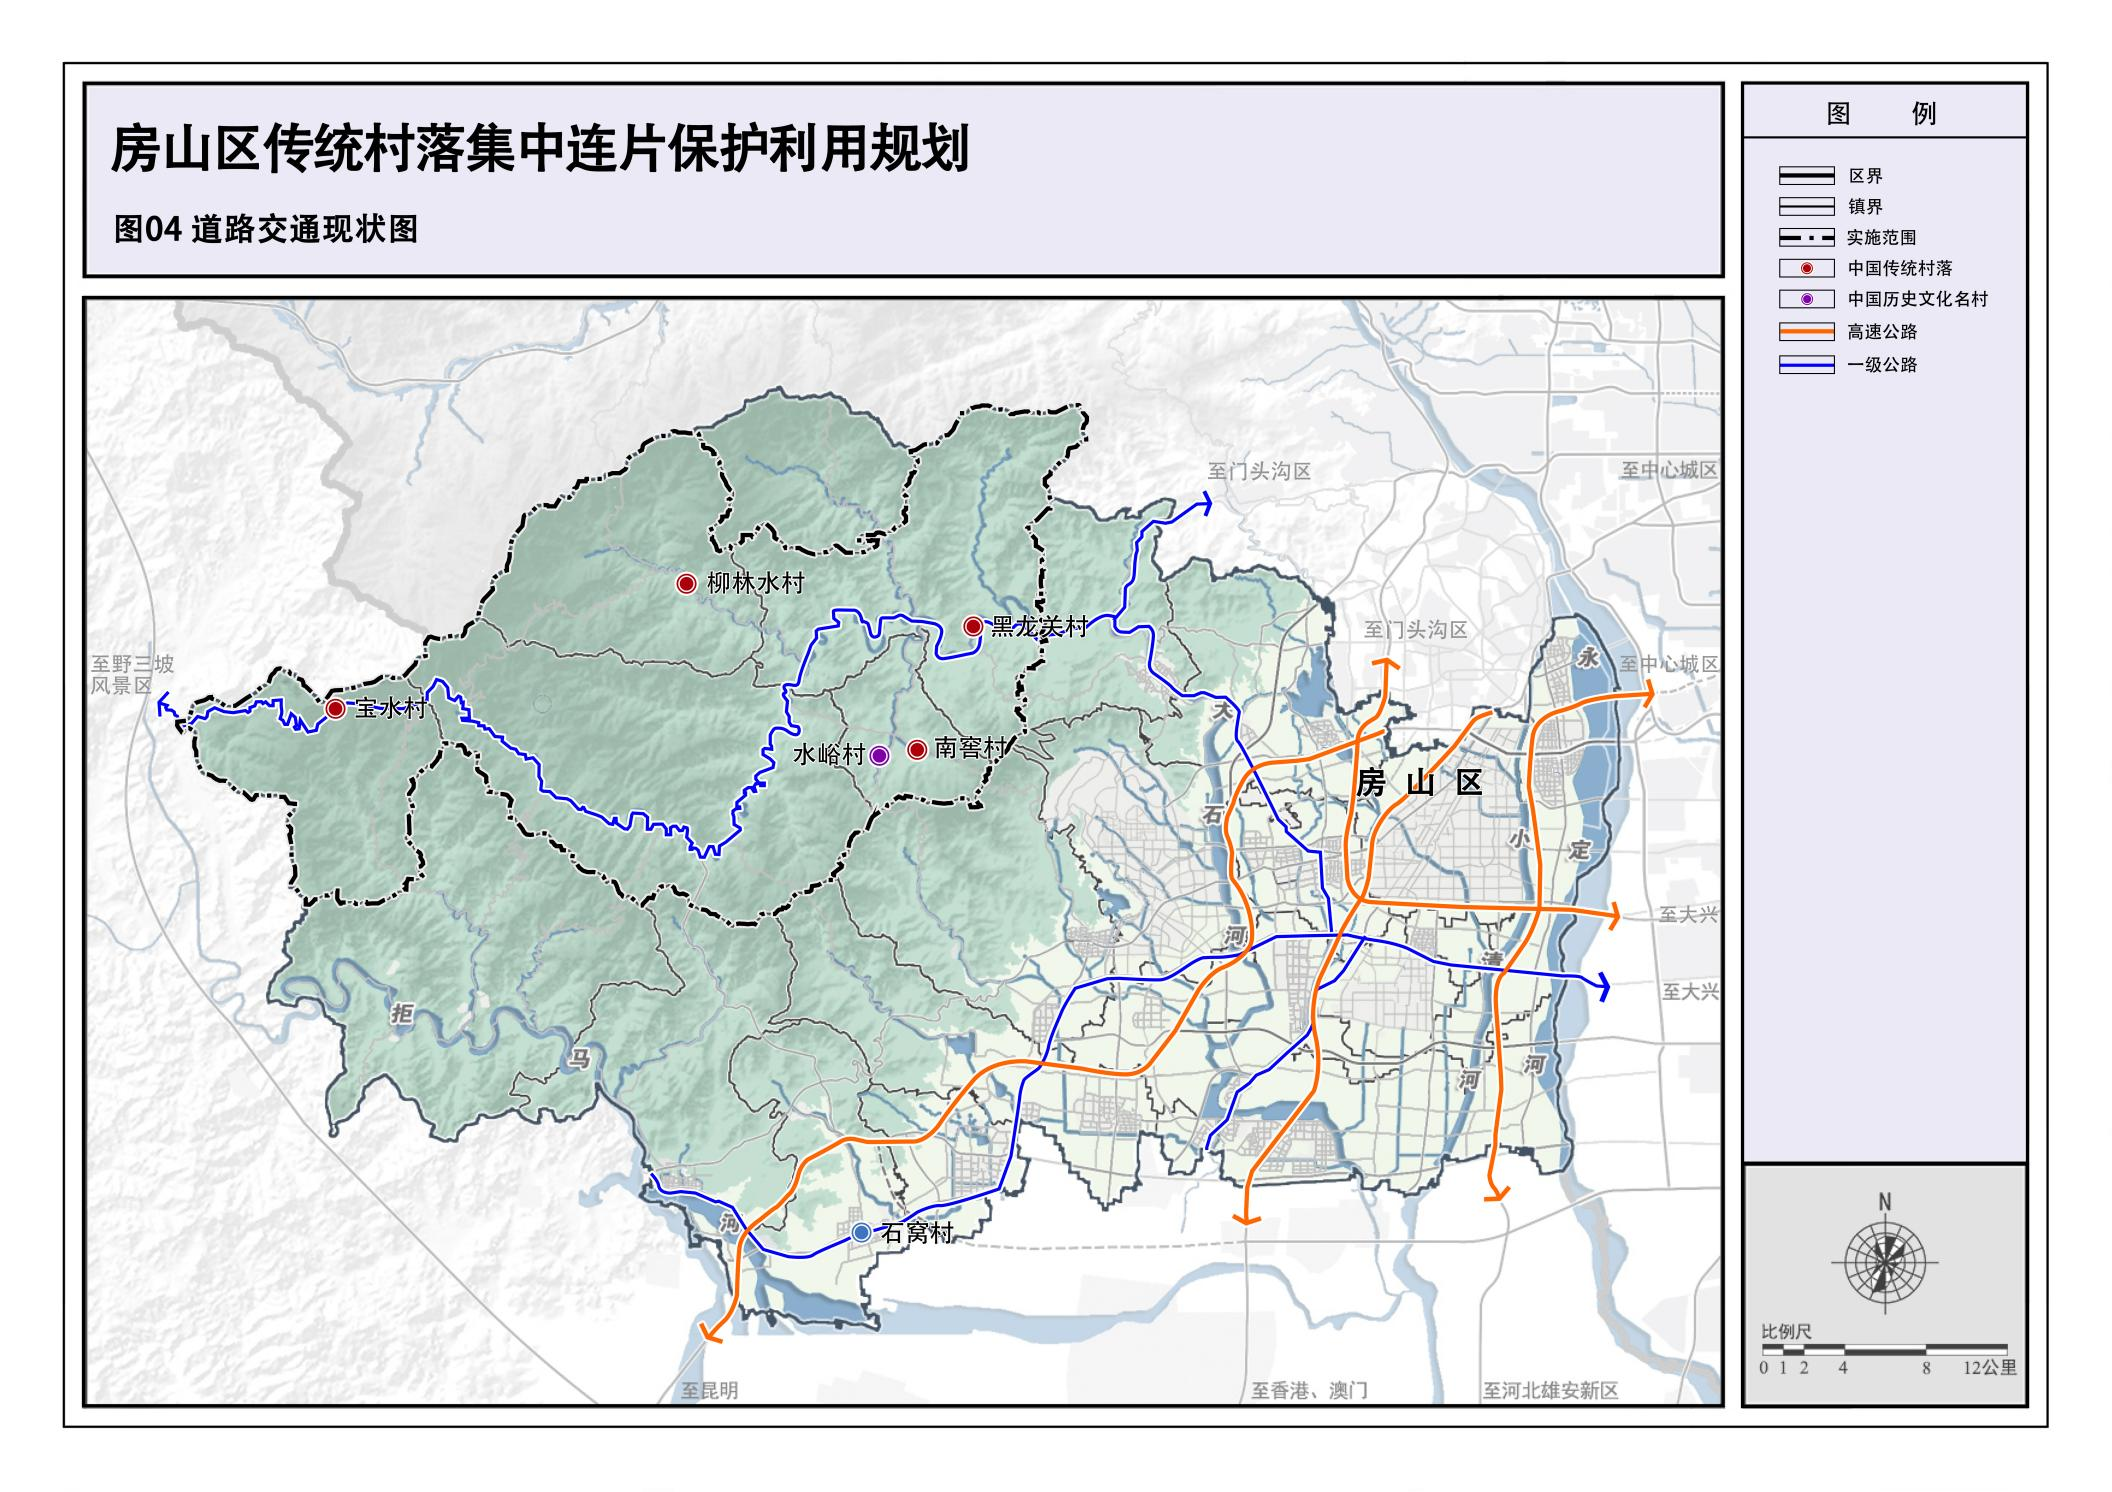 房山区传统村落集中连片保护利用规划
图04 道路交通现状图
图 例
区界
镇界
实施范围
中国传统村落
中国历史文化名村
高速公路
一级公路
至门头沟区
至中心城区
柳林水村
黑龙关村
至门头沟区
永
至中心城区
至野三坡
风景区
宝水村
大
水峪村
南窖村
房山区
石
小
定
至大兴
河
清
至大兴
拒
马
河
河
河
石窝村
至昆明
至香港、澳门
至河北雄安新区
N
比例尺
0 1 2 4 8 12公里